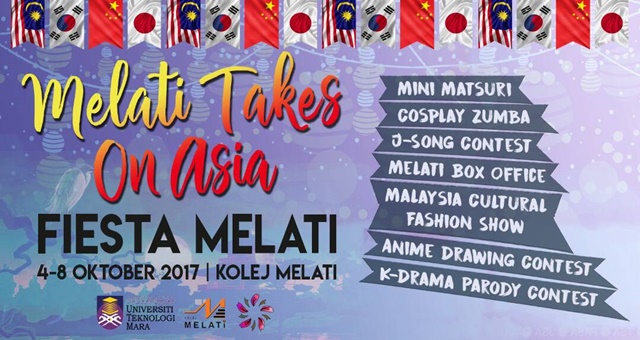 Melati Takes
On Asia
FIESTA MELATI
4-8 OKTOBER 2017 | KOLEJ MELATI
UNIVERSITI
TEKNOLOGI
MARA
MELATI
MINI MATSURI
COSPLAY ZUMBA
J-SONG CONTEST
MELATI BOX OFFICE
MALAYSIA CULTURAL
FASHION SHOW
ANIME DRAWING CONTEST
K-DRAMA PARODY CONTEST